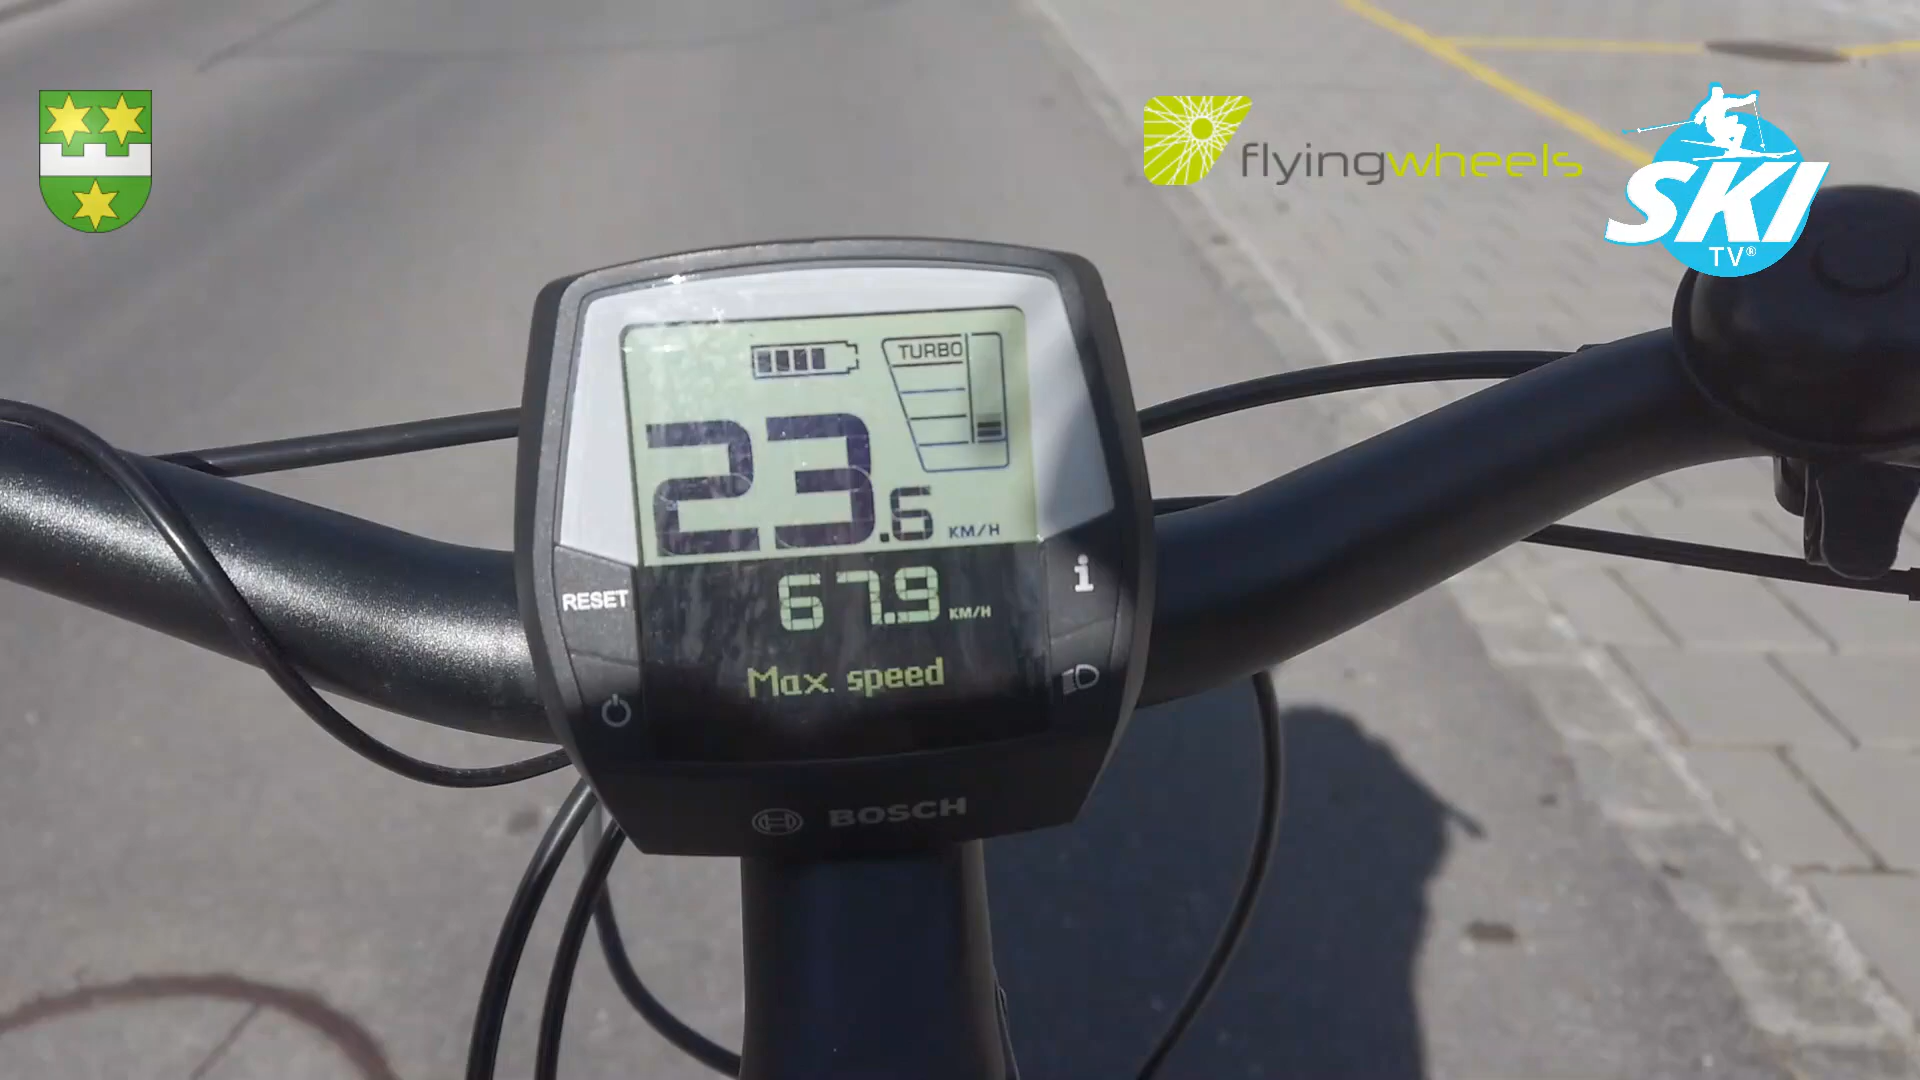 flyingwheels
SKI
TV®
TURBO
23.6 KM/H
67.9 KM/H
Max. speed
RESET
i
BOSCH